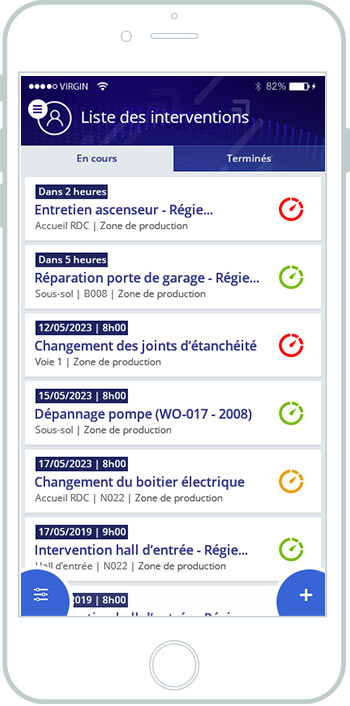 VIRGIN 82%
Liste des interventions
En cours Terminés
Dans 2 heures
Entretien ascenseur - Régie...
Accueil RDC | Zone de production
Dans 5 heures
Réparation porte de garage - Régie...
Sous-sol | B008 | Zone de production
12/05/2023 | 8h00
Changement des joints d’étanchéité
Voie 1 | Zone de production
15/05/2023 | 8h00
Dépannage pompe (WO-017 - 2008)
Sous-sol | Zone de production
17/05/2023 | 8h00
Changement du boitier électrique
Accueil RDC | N022 | Zone de production
17/05/2019 | 9h00
Intervention hall d’entrée - Régie...
Hall d’entrée | N022 | Zone de production
2019 | 8h00